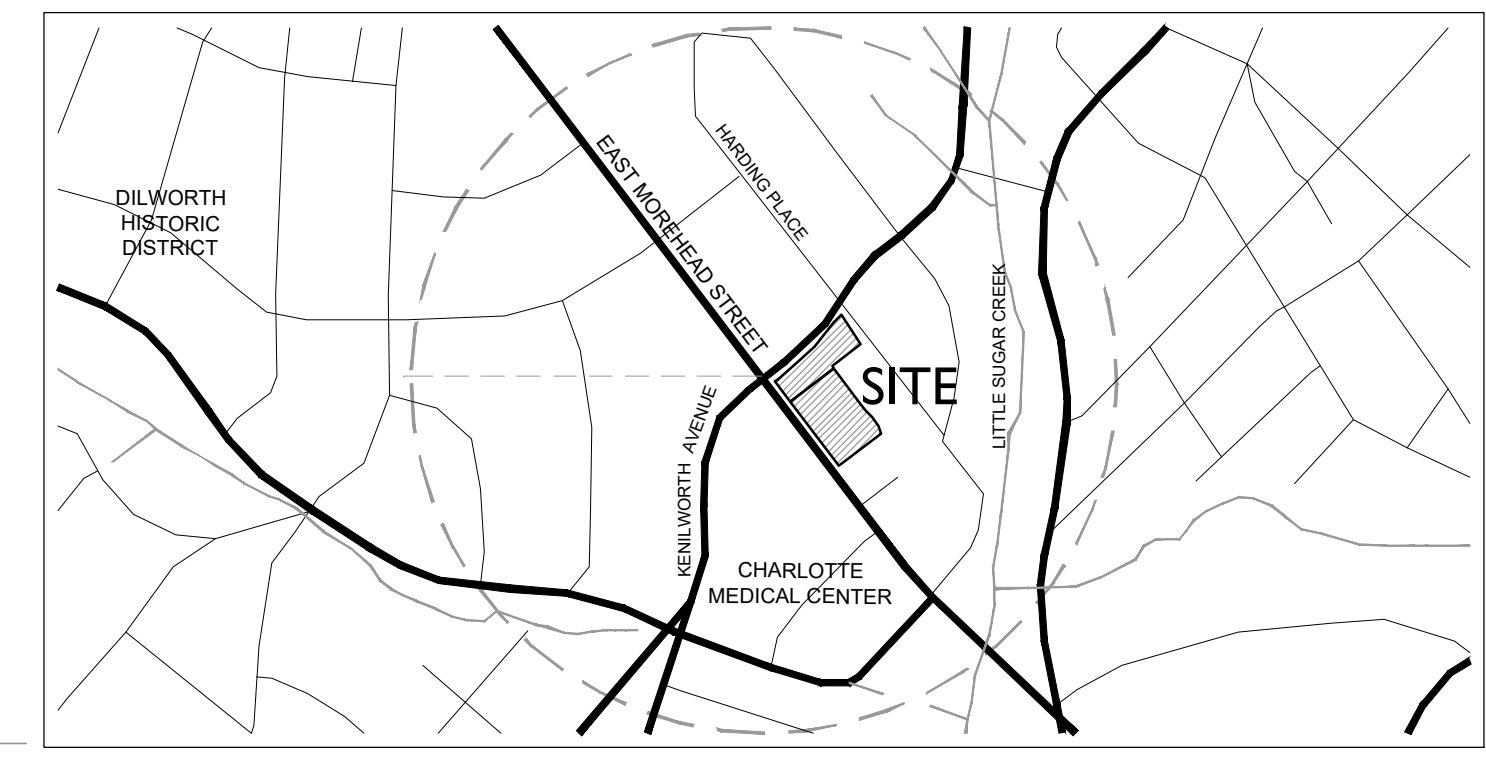 HARDING PLACE
EAST MOREHEAD STREET
DILWORTH
HISTORIC
DISTRICT
LITTLE SUGAR CREEK
SITE
KENILWORTH AVENUE
CHARLOTTE
MEDICAL CENTER